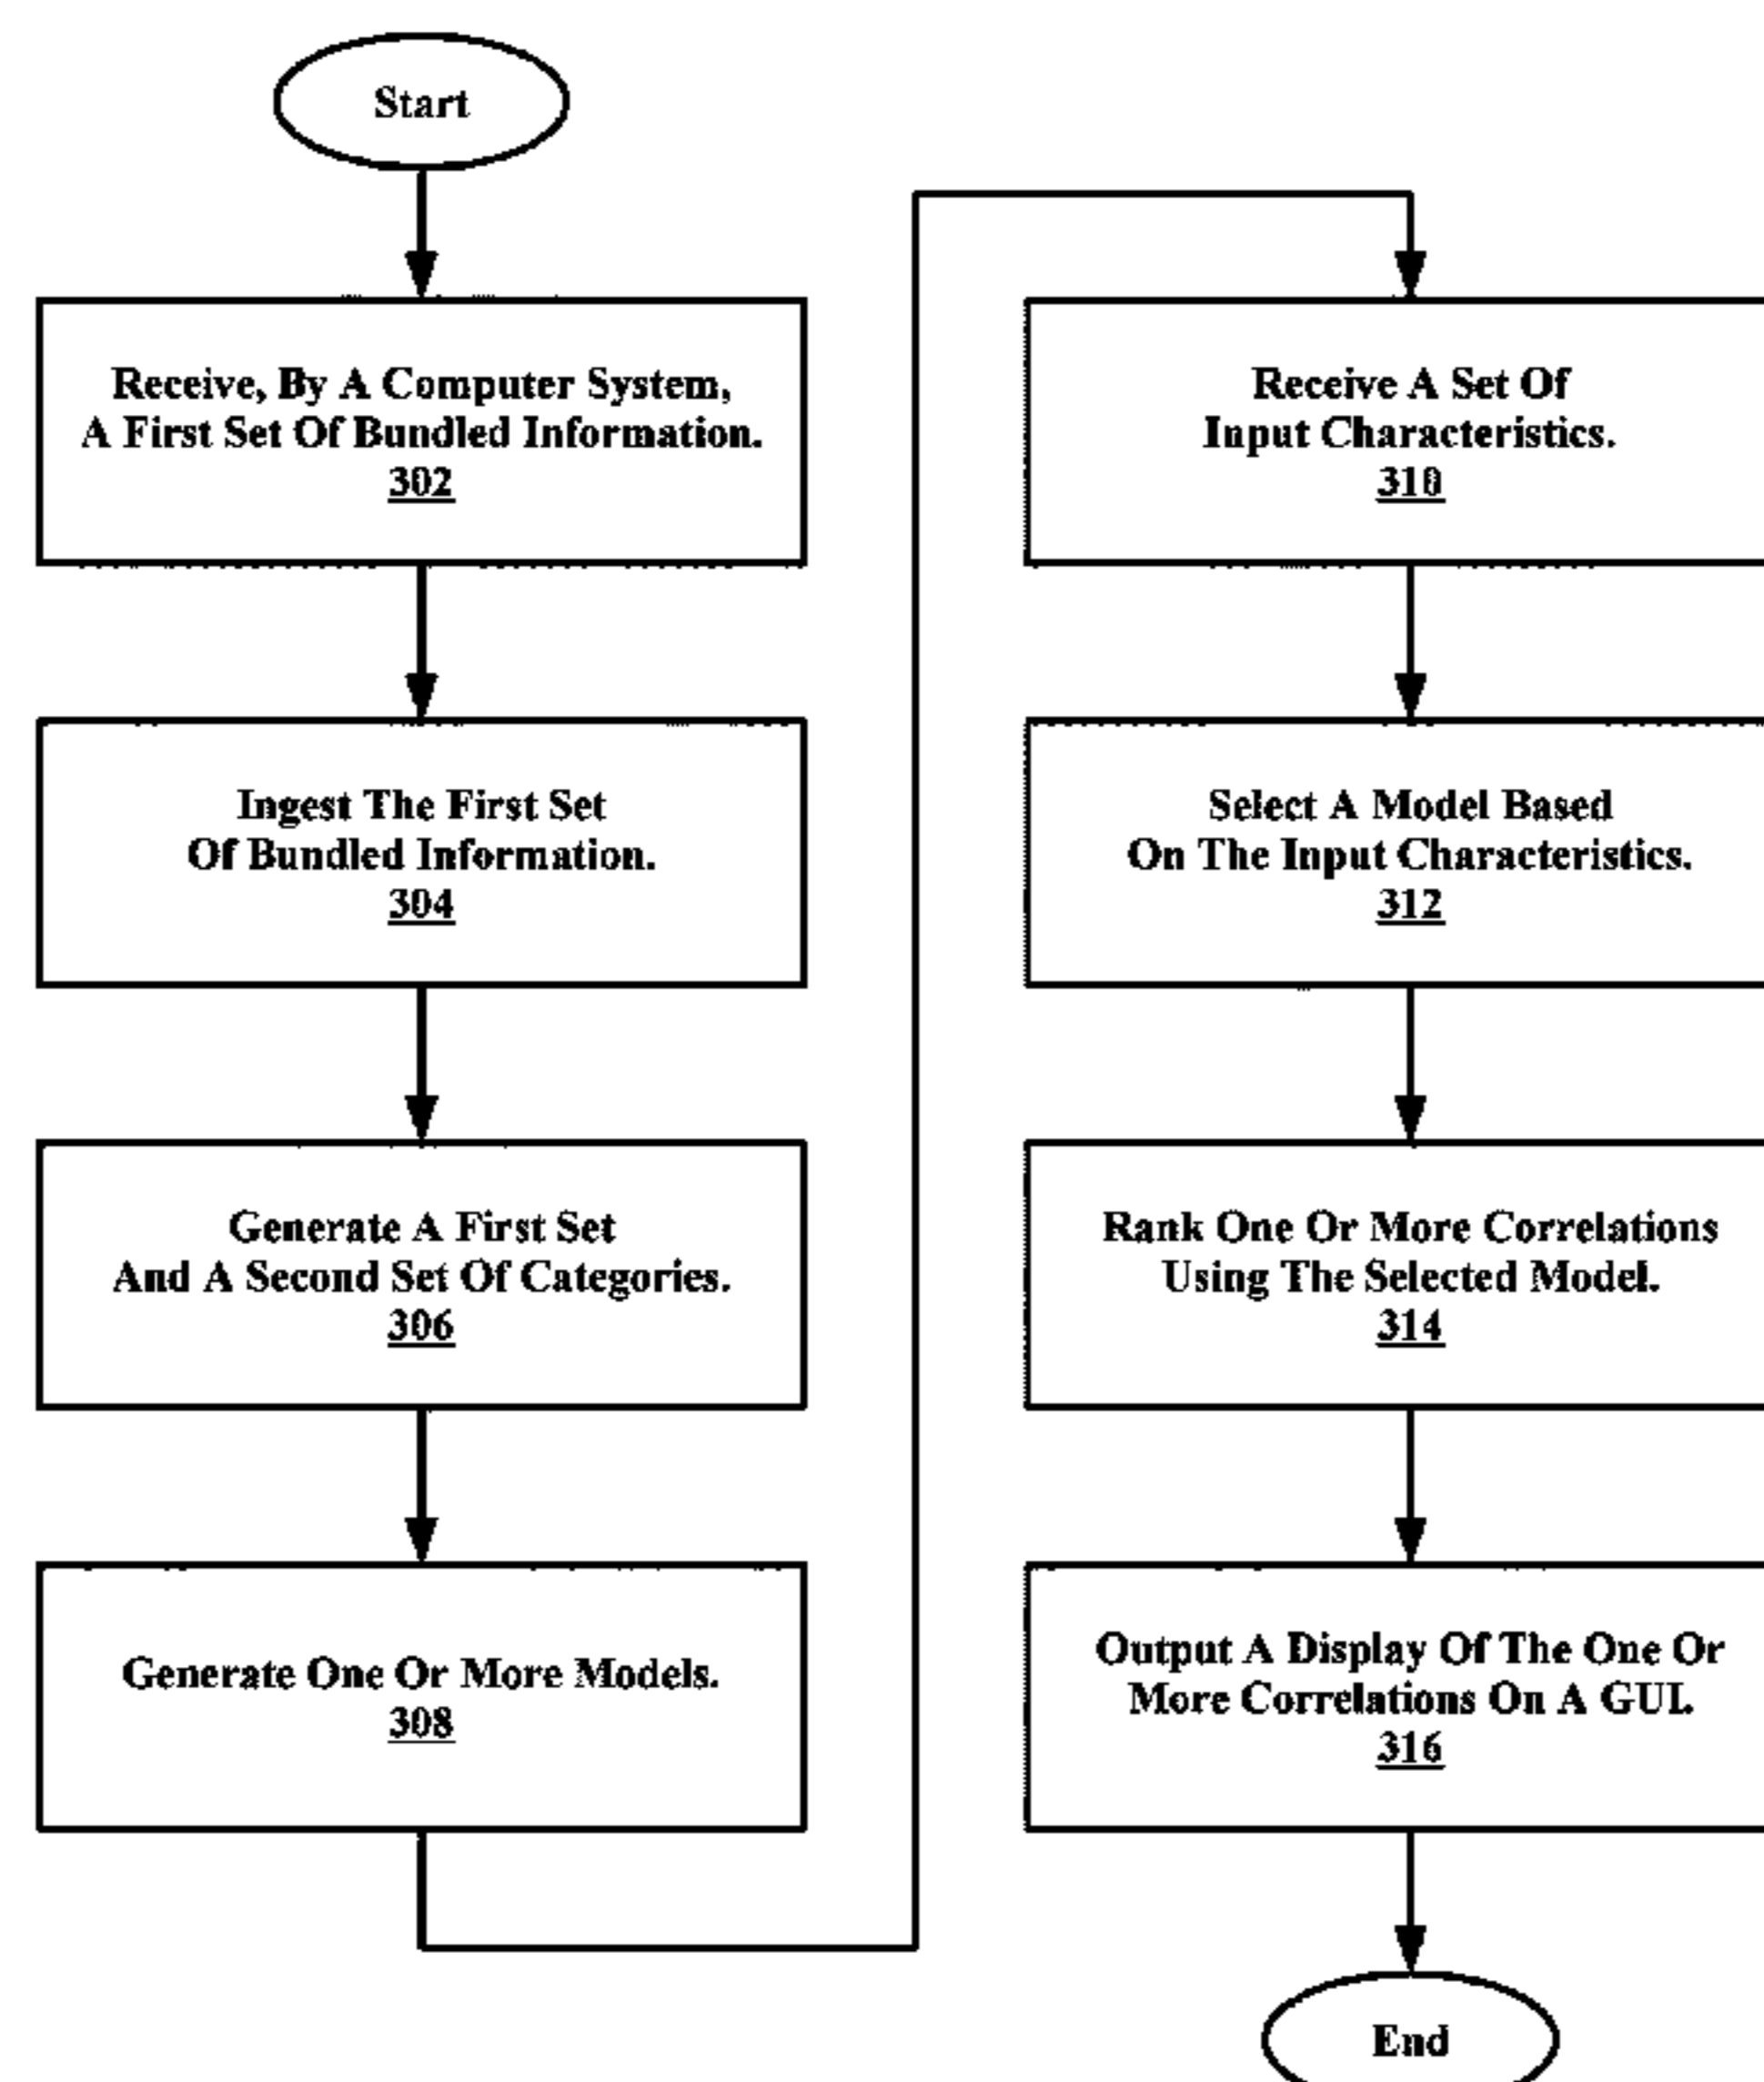 Start
Receive, By A Computer System,
A First Set Of Bundled Information.
302
Ingest The First Set
Of Bundled Information.
304
Generate A First Set
And A Second Set Of Categories.
306
Generate One Or More Models.
308
Receive A Set Of
Input Characteristics.
310
Select A Model Based
On The Input Characteristics.
312
Rank One Or More Correlations
Using The Selected Model.
314
Output A Display Of The One Or
More Correlations On A GUI.
316
End